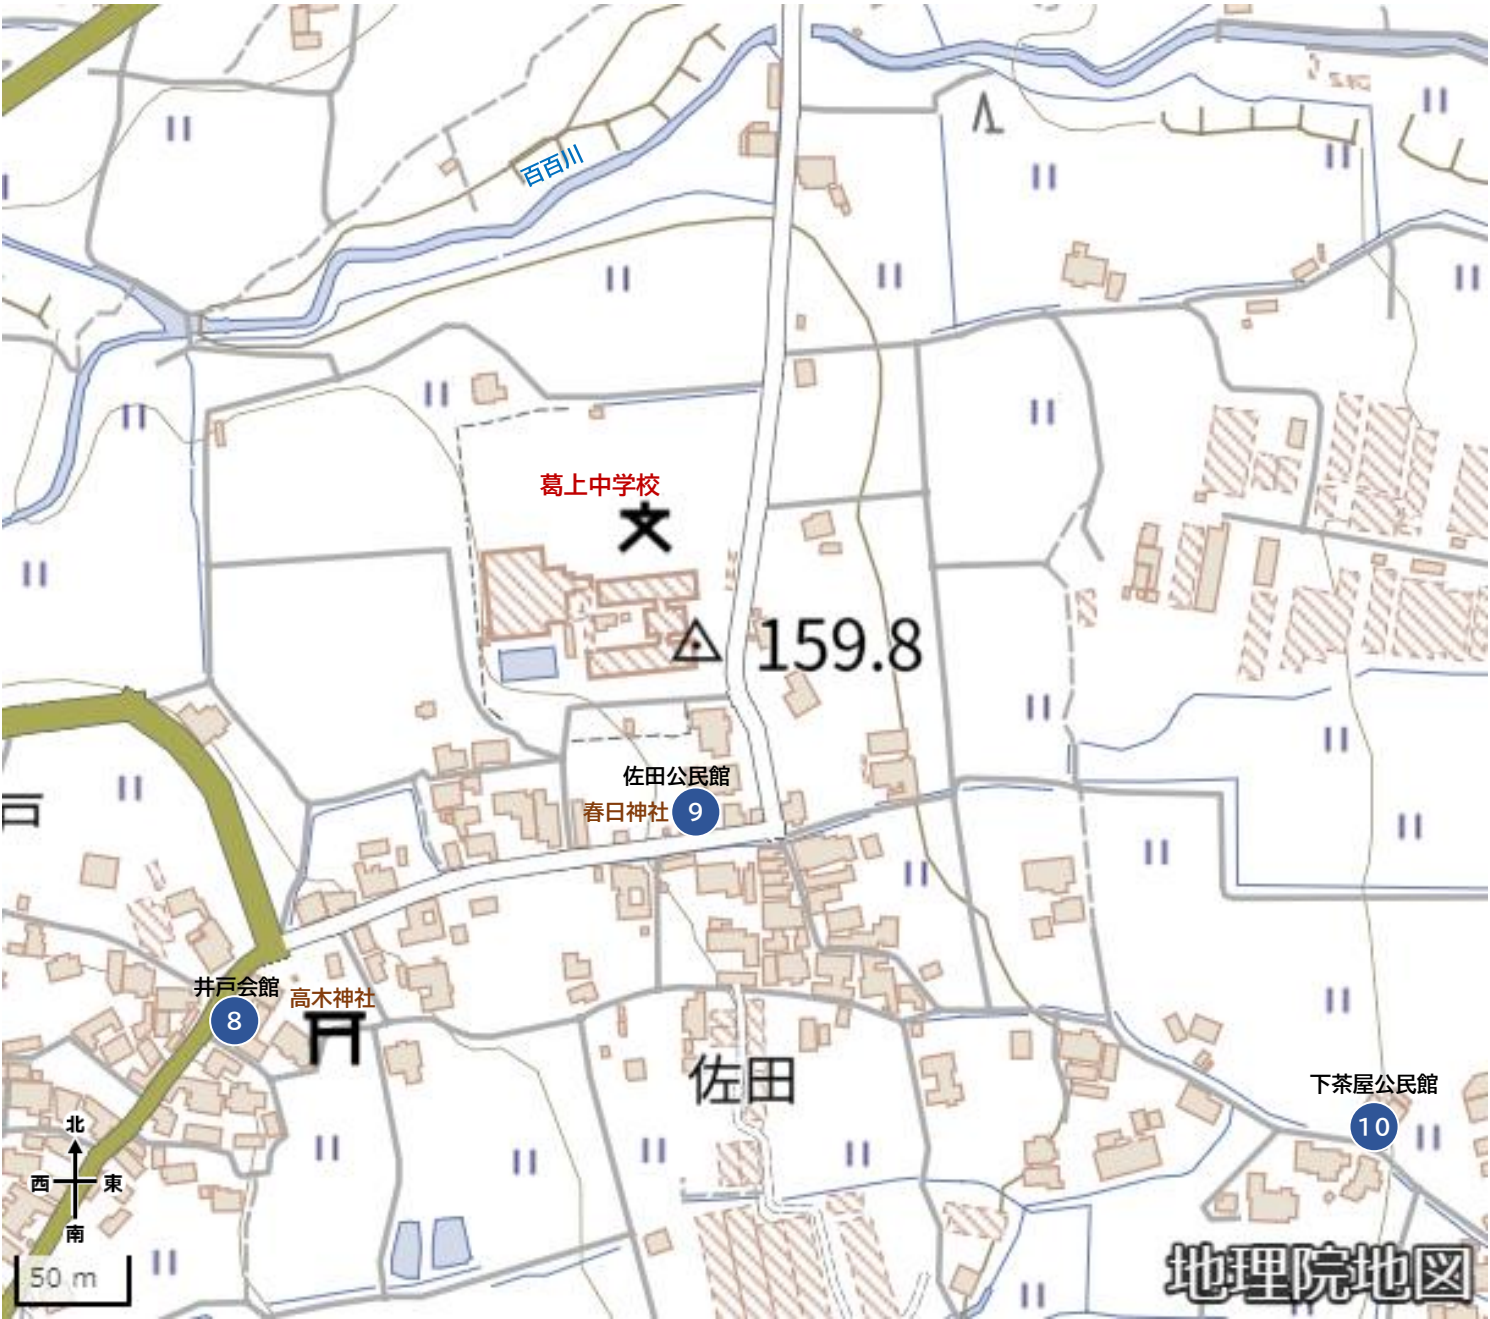 百百川
葛上中学校
159.8
佐田公民館
春日神社
9
戸
井戸会館
高木神社
8
佐田
下茶屋公民館
10
北
西
東
南
50 m
地理院地図